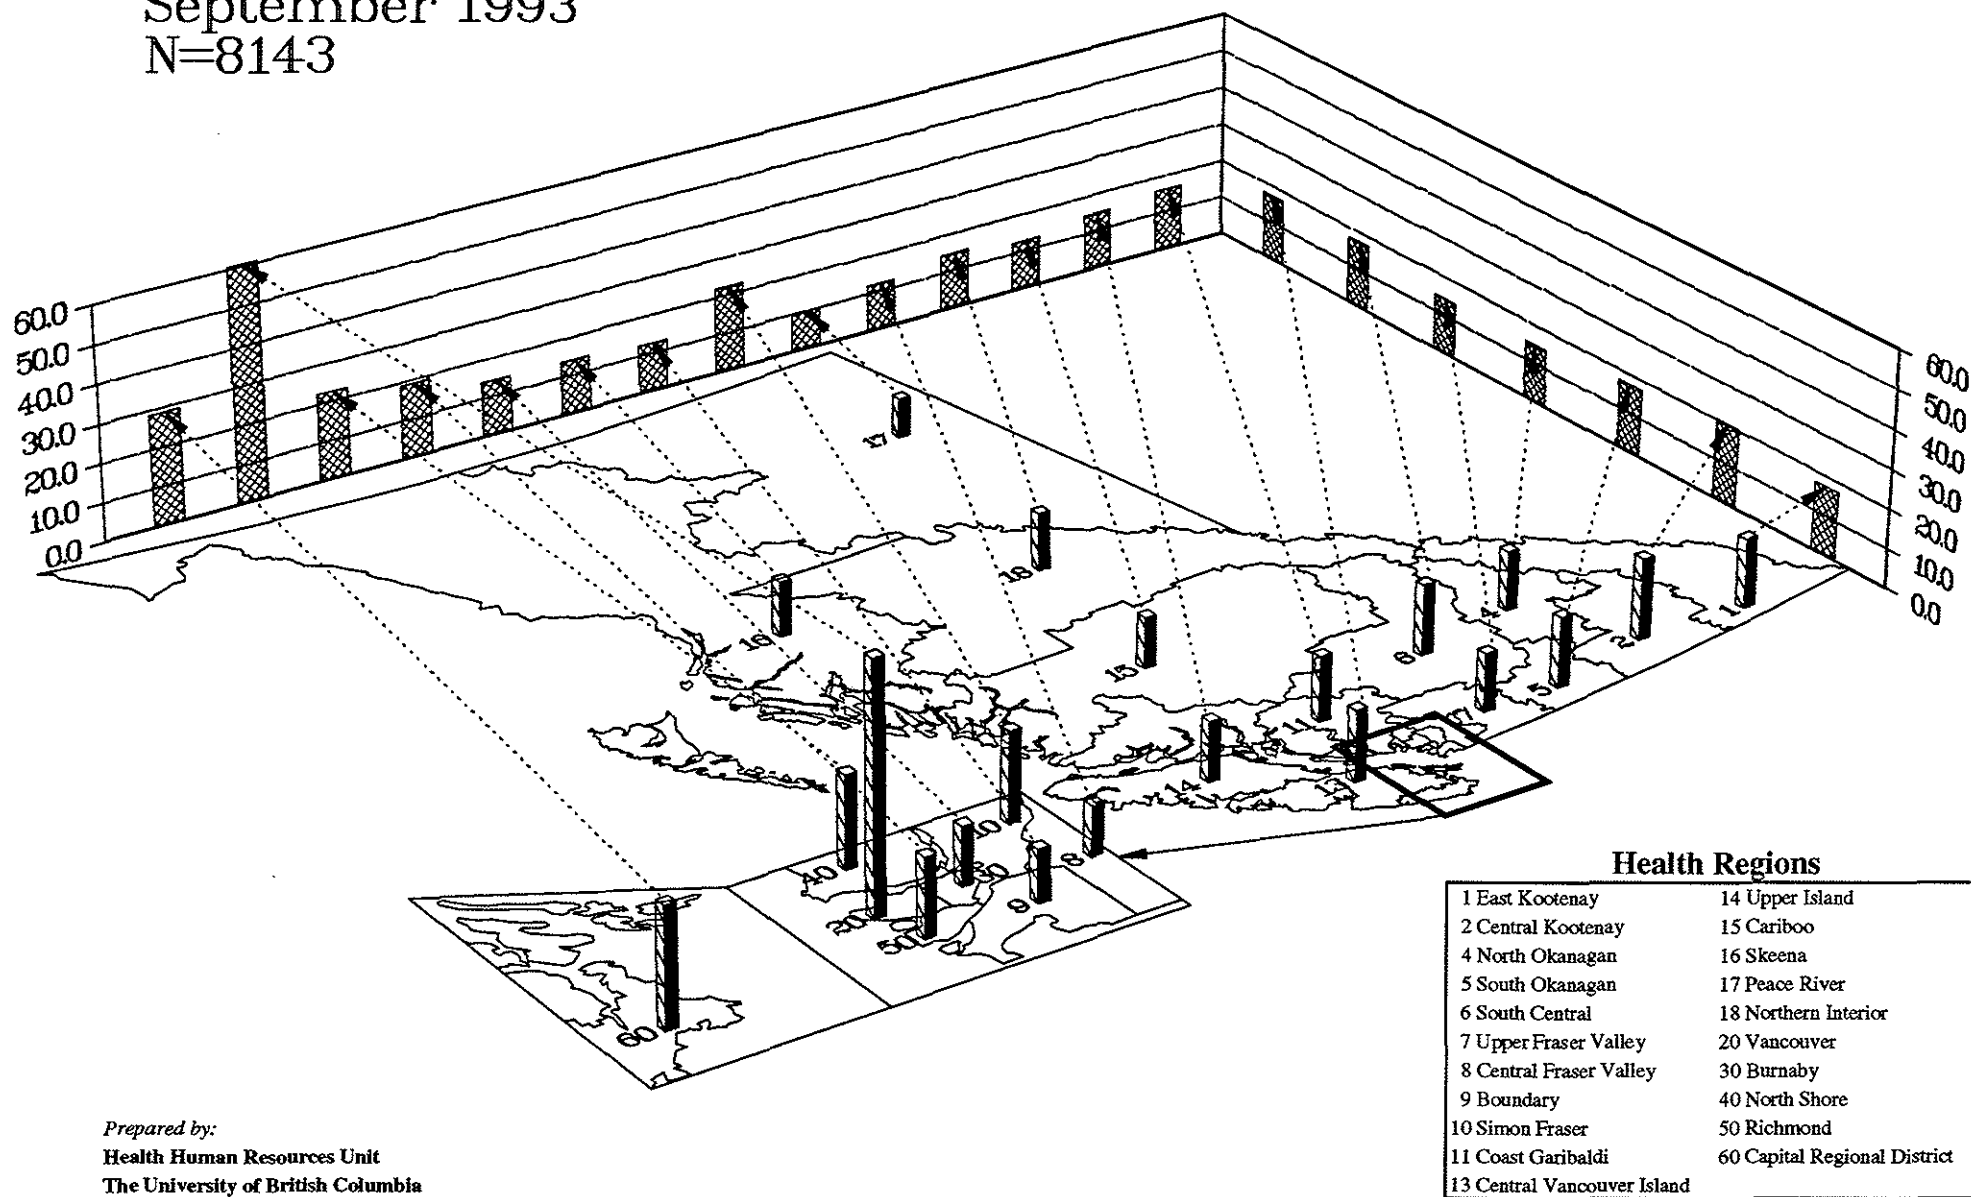 September 1993
N=8143
60.0
50.0
40.0
30.0
20.0
10.0
0.0
60.0
50.0
40.0
30.0
20.0
10.0
0.0
17
18
16
15
6
4
2
1
5
7
11
14
13
10
8
9
30
40
20
50
60
Health Regions
1 East Kootenay
2 Central Kootenay
4 North Okanagan
5 South Okanagan
6 South Central
7 Upper Fraser Valley
8 Central Fraser Valley
9 Boundary
10 Simon Fraser
11 Coast Garibaldi
13 Central Vancouver Island
14 Upper Island
15 Cariboo
16 Skeena
17 Peace River
18 Northern Interior
20 Vancouver
30 Burnaby
40 North Shore
50 Richmond
60 Capital Regional District
Prepared by:
Health Human Resources Unit
The University of British Columbia